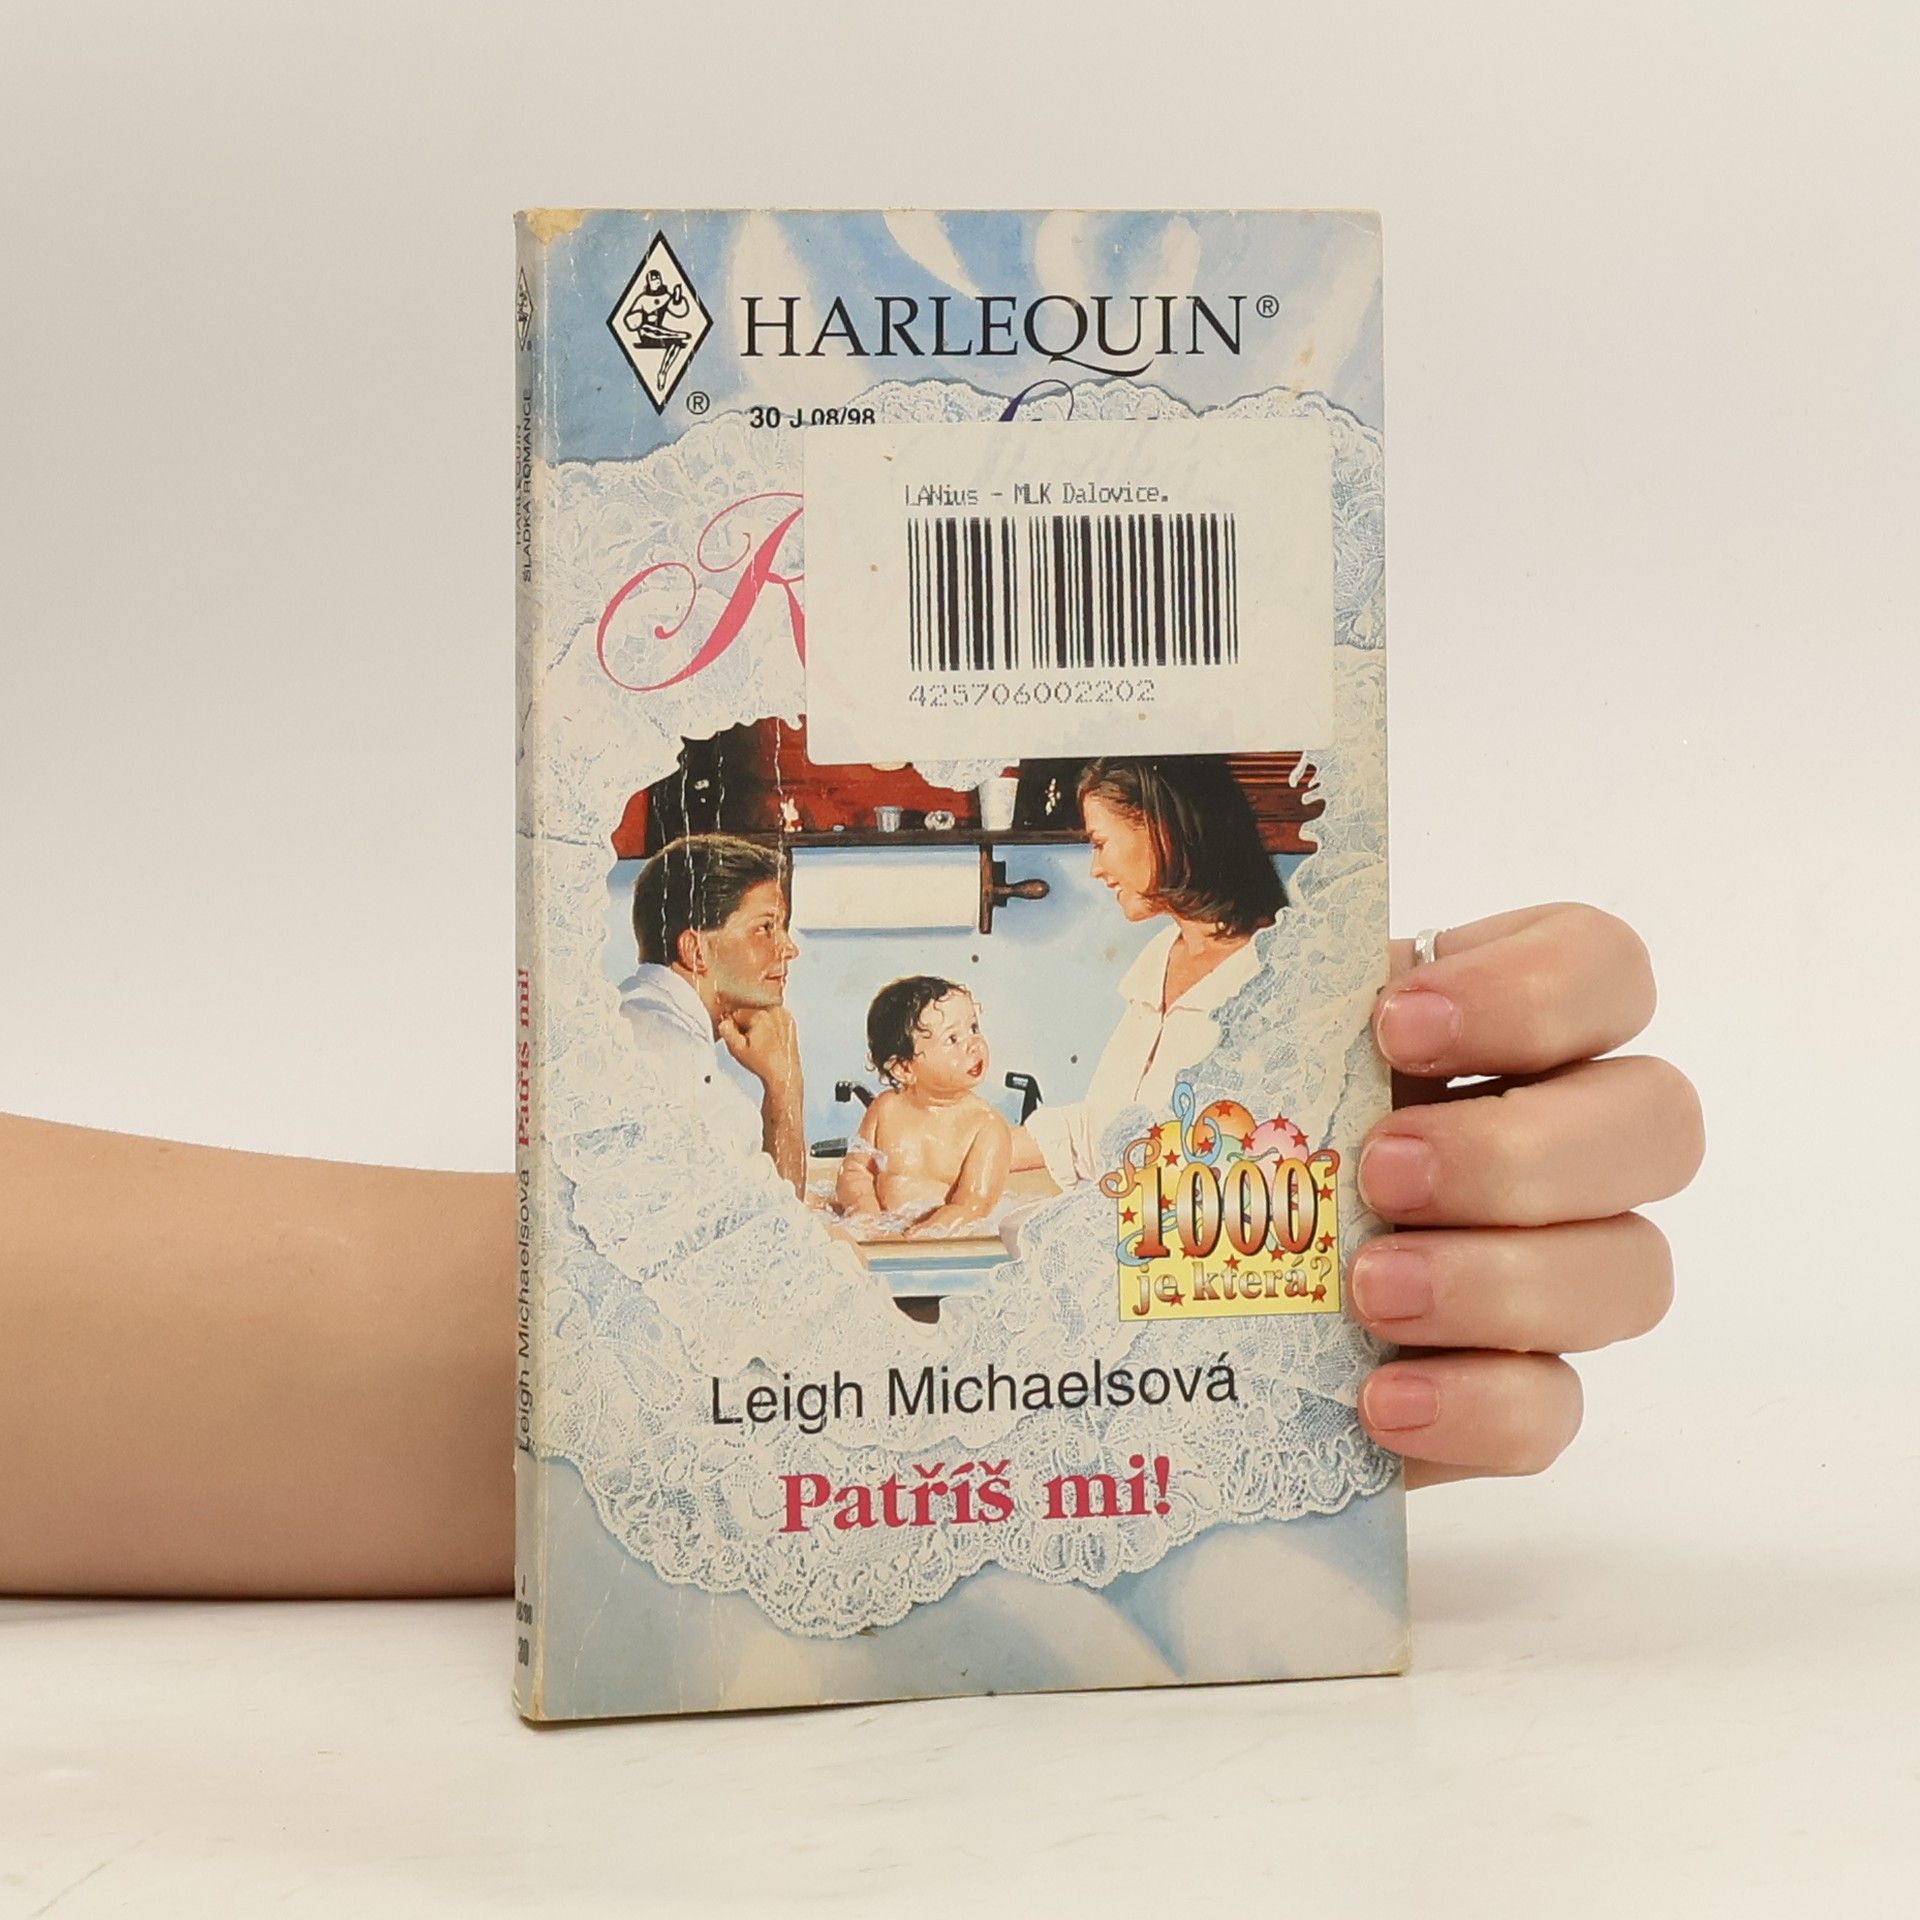 HARLEQUIN®
®
30 J 08/98
LANius - MLK Dalovice.
425706002202
1000.
je která?
Leigh Michaelsová
Patříš mi!
HARLEQUIN
SLADKÁ ROMANCE
Leigh Michaelsová Patříš mi!
J
30